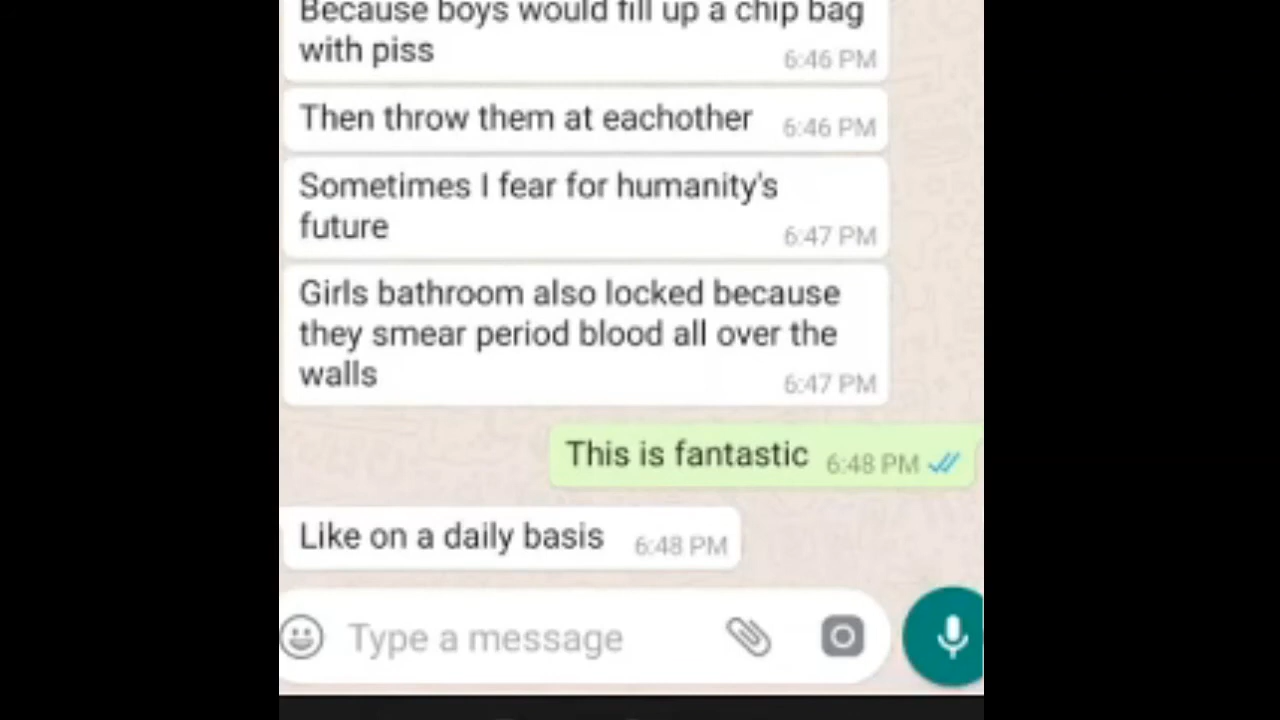 Because boys would fill up a chip bag
with piss
6:46 PM
Then throw them at eachother 6:46 PM
Sometimes I fear for humanity's
future
6:47 PM
Girls bathroom also locked because
they smear period blood all over the
walls
6:47 PM
This is fantastic 6:48 PM
Like on a daily basis 6:48 PM
Type a message